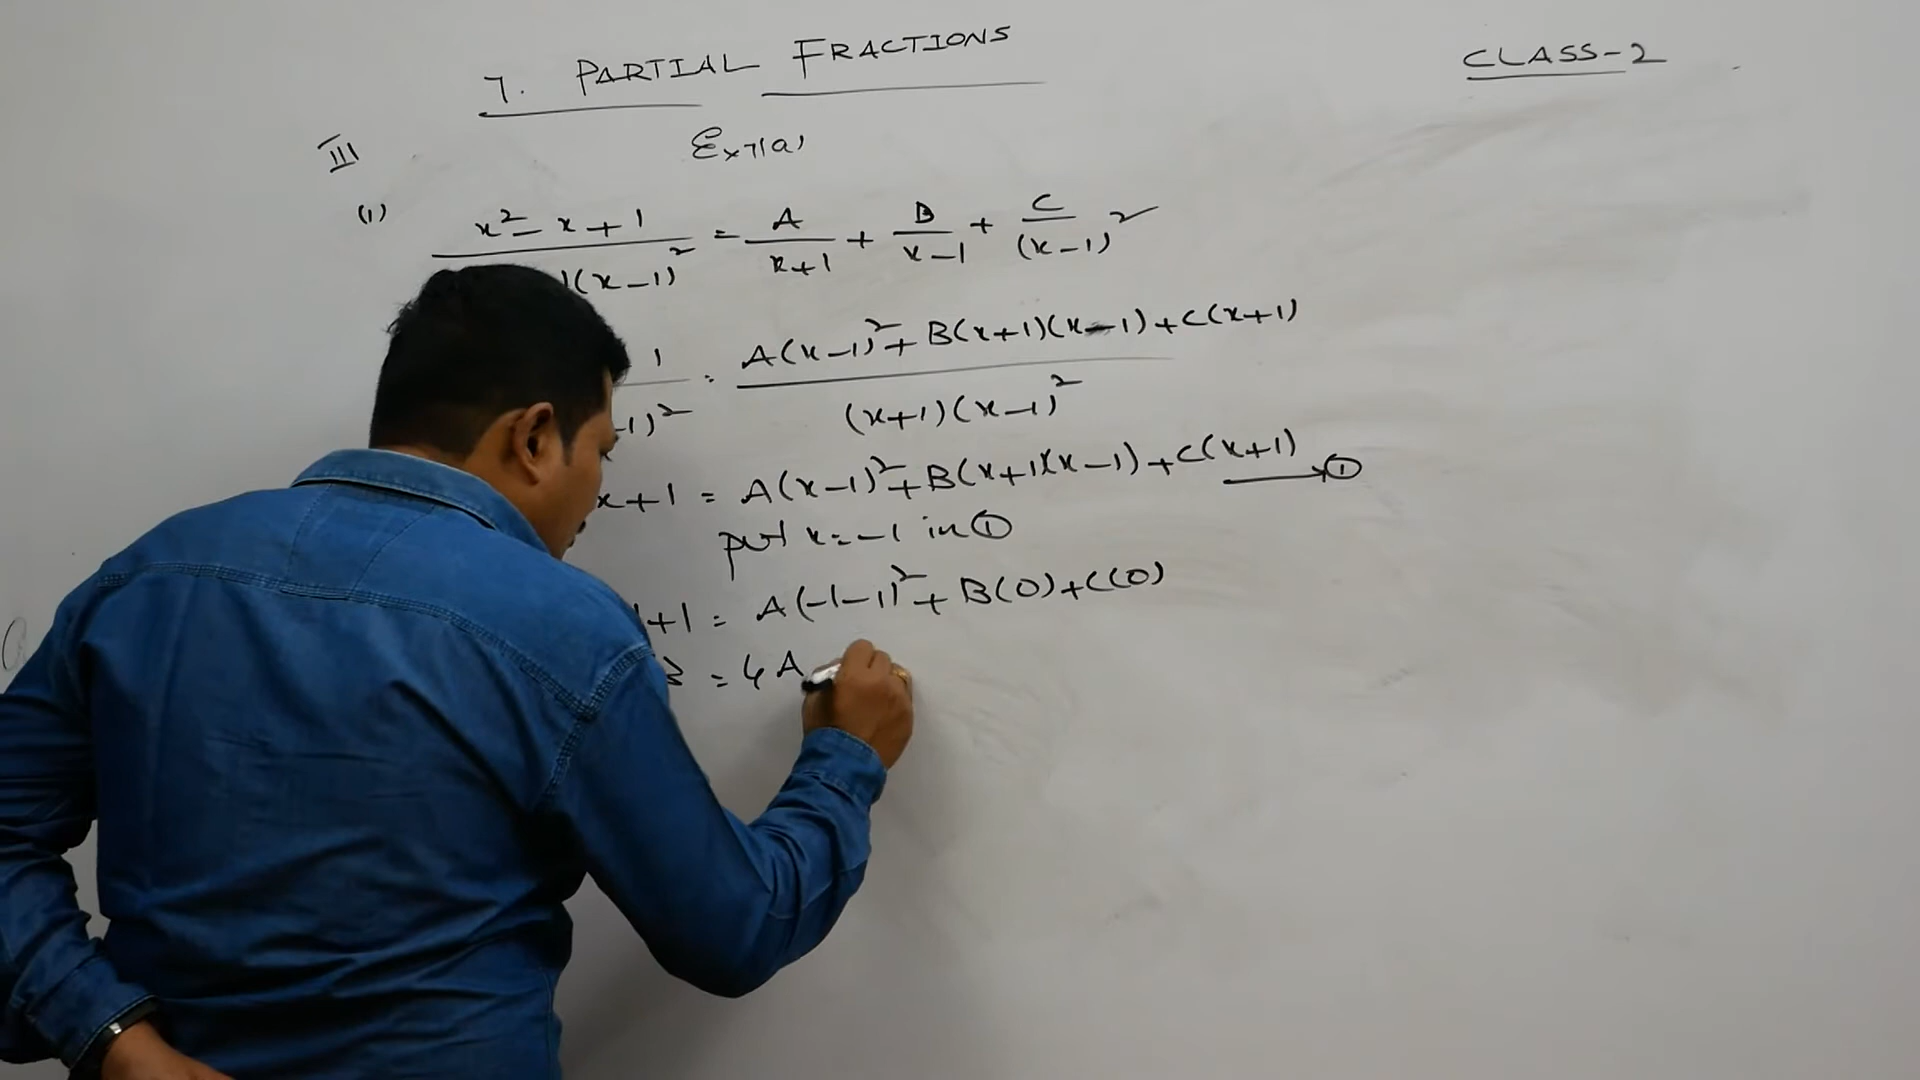 7. PARTIAL FRACTIONS
CLASS-2
III
Ex7(a)
(1) x² - x + 1 / (x-1)² = A/x+1 + B/x-1 + C/(x-1)²
1 / -1)² = A(x-1)² + B(x+1)(x-1) + C(x+1) / (x+1)(x-1)²
x+1 = A(x-1)² + B(x+1)(x-1) + C(x+1) → ①
put x=-1 in ①
1+1 = A(-1-1)² + B(0) + C(0)
3 = 4A